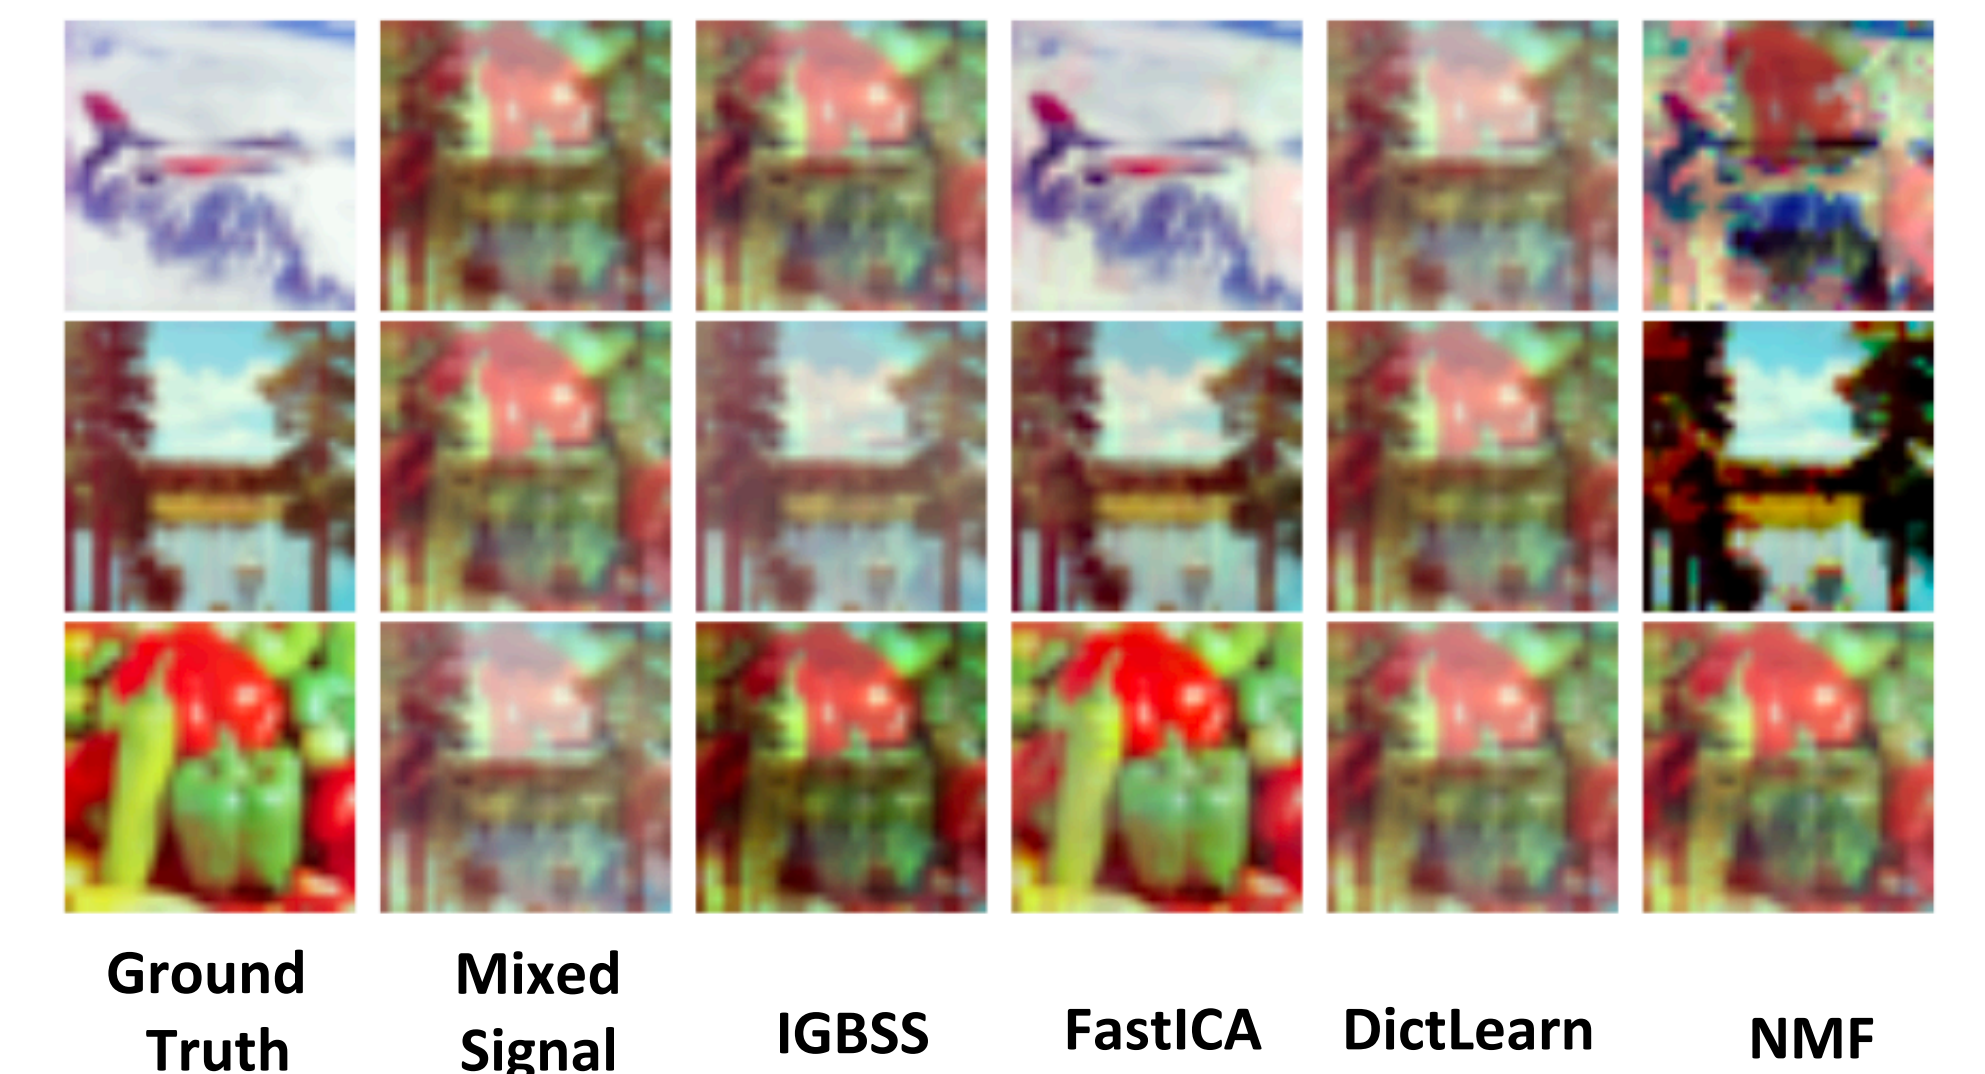 Ground
Truth
Mixed
Signal
IGBSS
FastICA
DictLearn
NMF